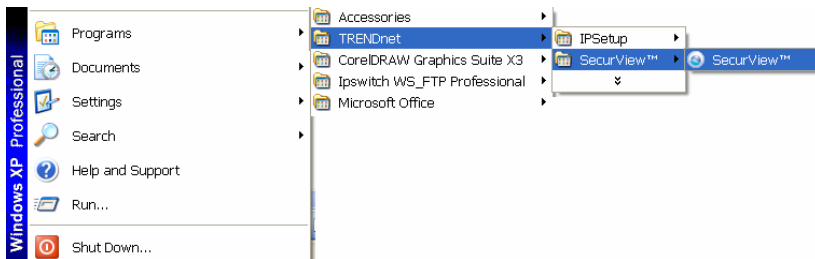 Windows XP Professional
Programs
Documents
Settings
Search
Help and Support
Run...
Shut Down...
Accessories
TRENDnet
CorelDRAW Graphics Suite X3
Ipswitch WS_FTP Professional
Microsoft Office
IPSetup
SecurView™
SecurView™